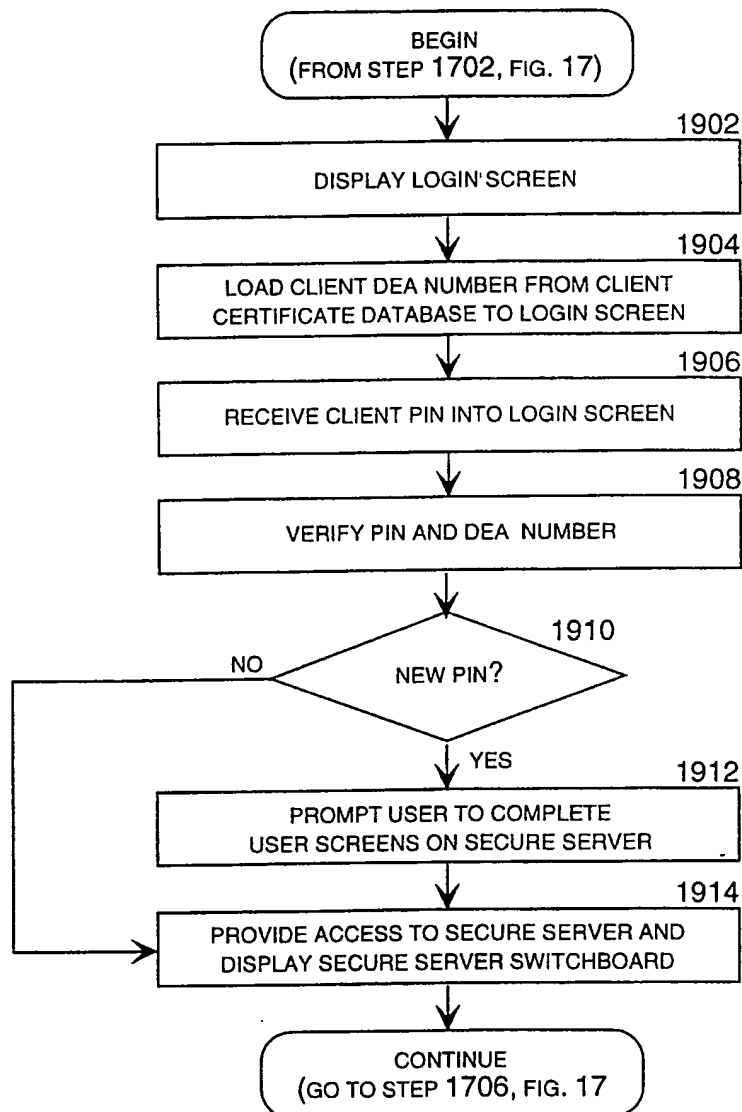 BEGIN
(FROM STEP 1702, FIG. 17)
1902
DISPLAY LOGIN SCREEN
1904
LOAD CLIENT DEA NUMBER FROM CLIENT
CERTIFICATE DATABASE TO LOGIN SCREEN
1906
RECEIVE CLIENT PIN INTO LOGIN SCREEN
1908
VERIFY PIN AND DEA NUMBER
1910
NO
NEW PIN?
YES
1912
PROMPT USER TO COMPLETE
USER SCREENS ON SECURE SERVER
1914
PROVIDE ACCESS TO SECURE SERVER AND
DISPLAY SECURE SERVER SWITCHBOARD
CONTINUE
(GO TO STEP 1706, FIG. 17